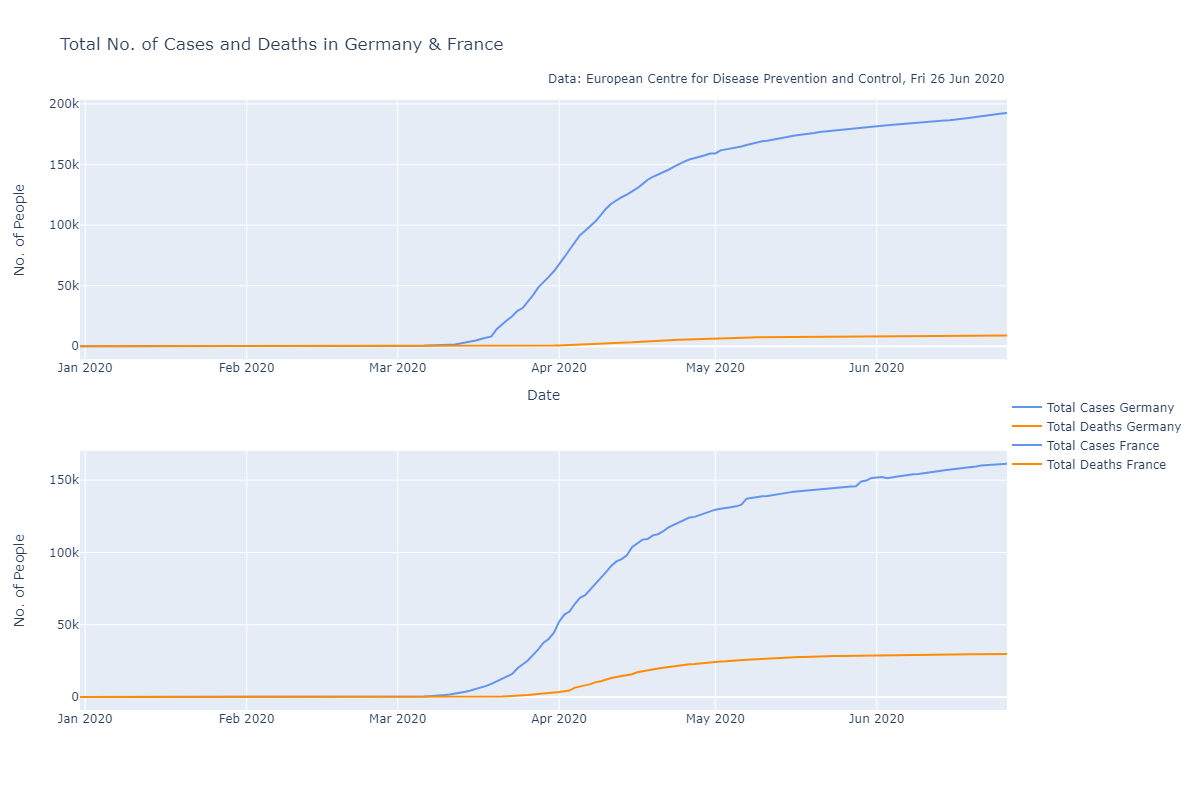 Total No. of Cases and Deaths in Germany & France
Data: European Centre for Disease Prevention and Control, Fri 26 Jun 2020
200k
150k
100k
50k
0
No. of People
Jan 2020 Feb 2020 Mar 2020 Apr 2020 May 2020 Jun 2020
Date
Total Cases Germany
Total Deaths Germany
Total Cases France
Total Deaths France
150k
100k
50k
0
No. of People
Jan 2020 Feb 2020 Mar 2020 Apr 2020 May 2020 Jun 2020